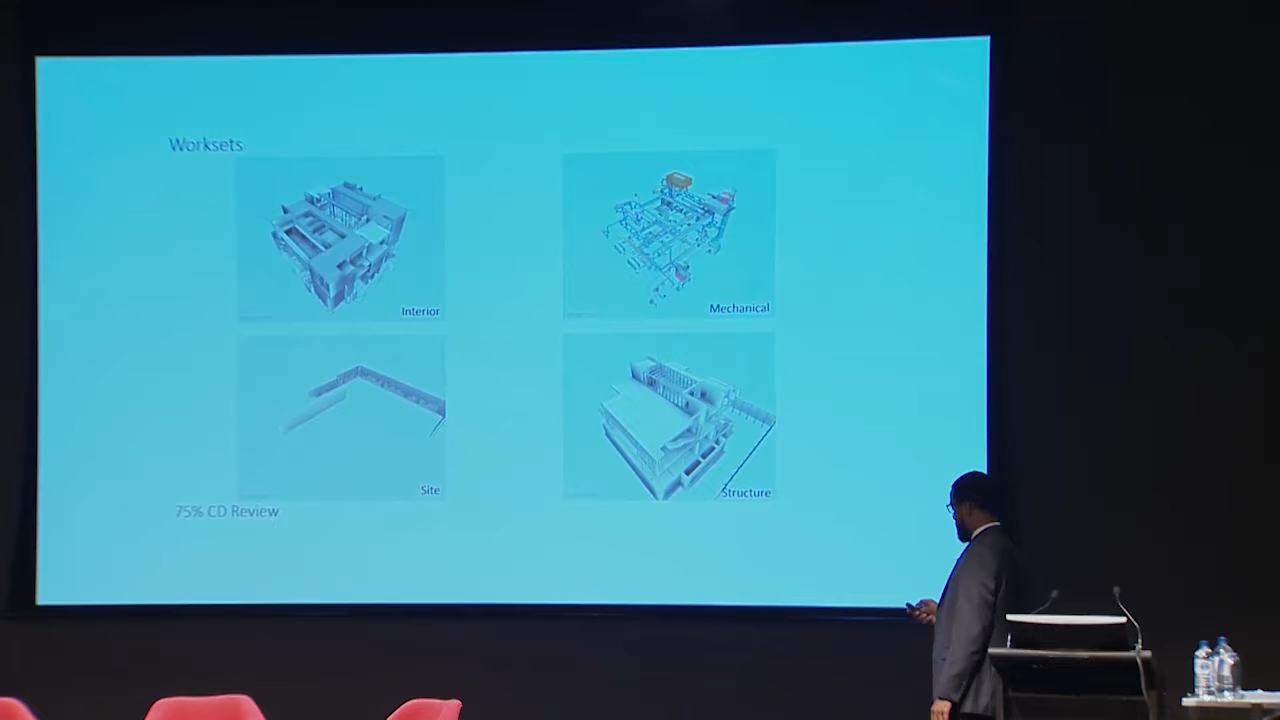 Worksets
Interior
Mechanical
Site
Structure
75% CD Review